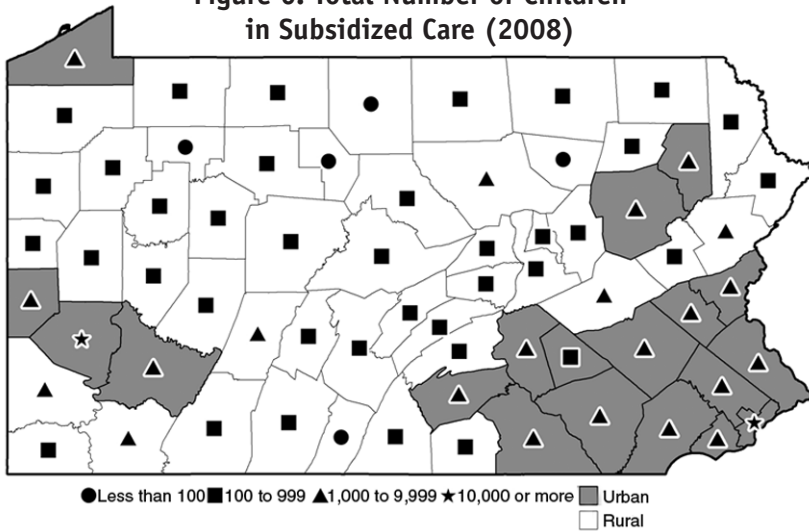 Figure 6. Total Number of Children
in Subsidized Care (2008)
Less than 100 100 to 999 1,000 to 9,999 10,000 or more Urban
Rural